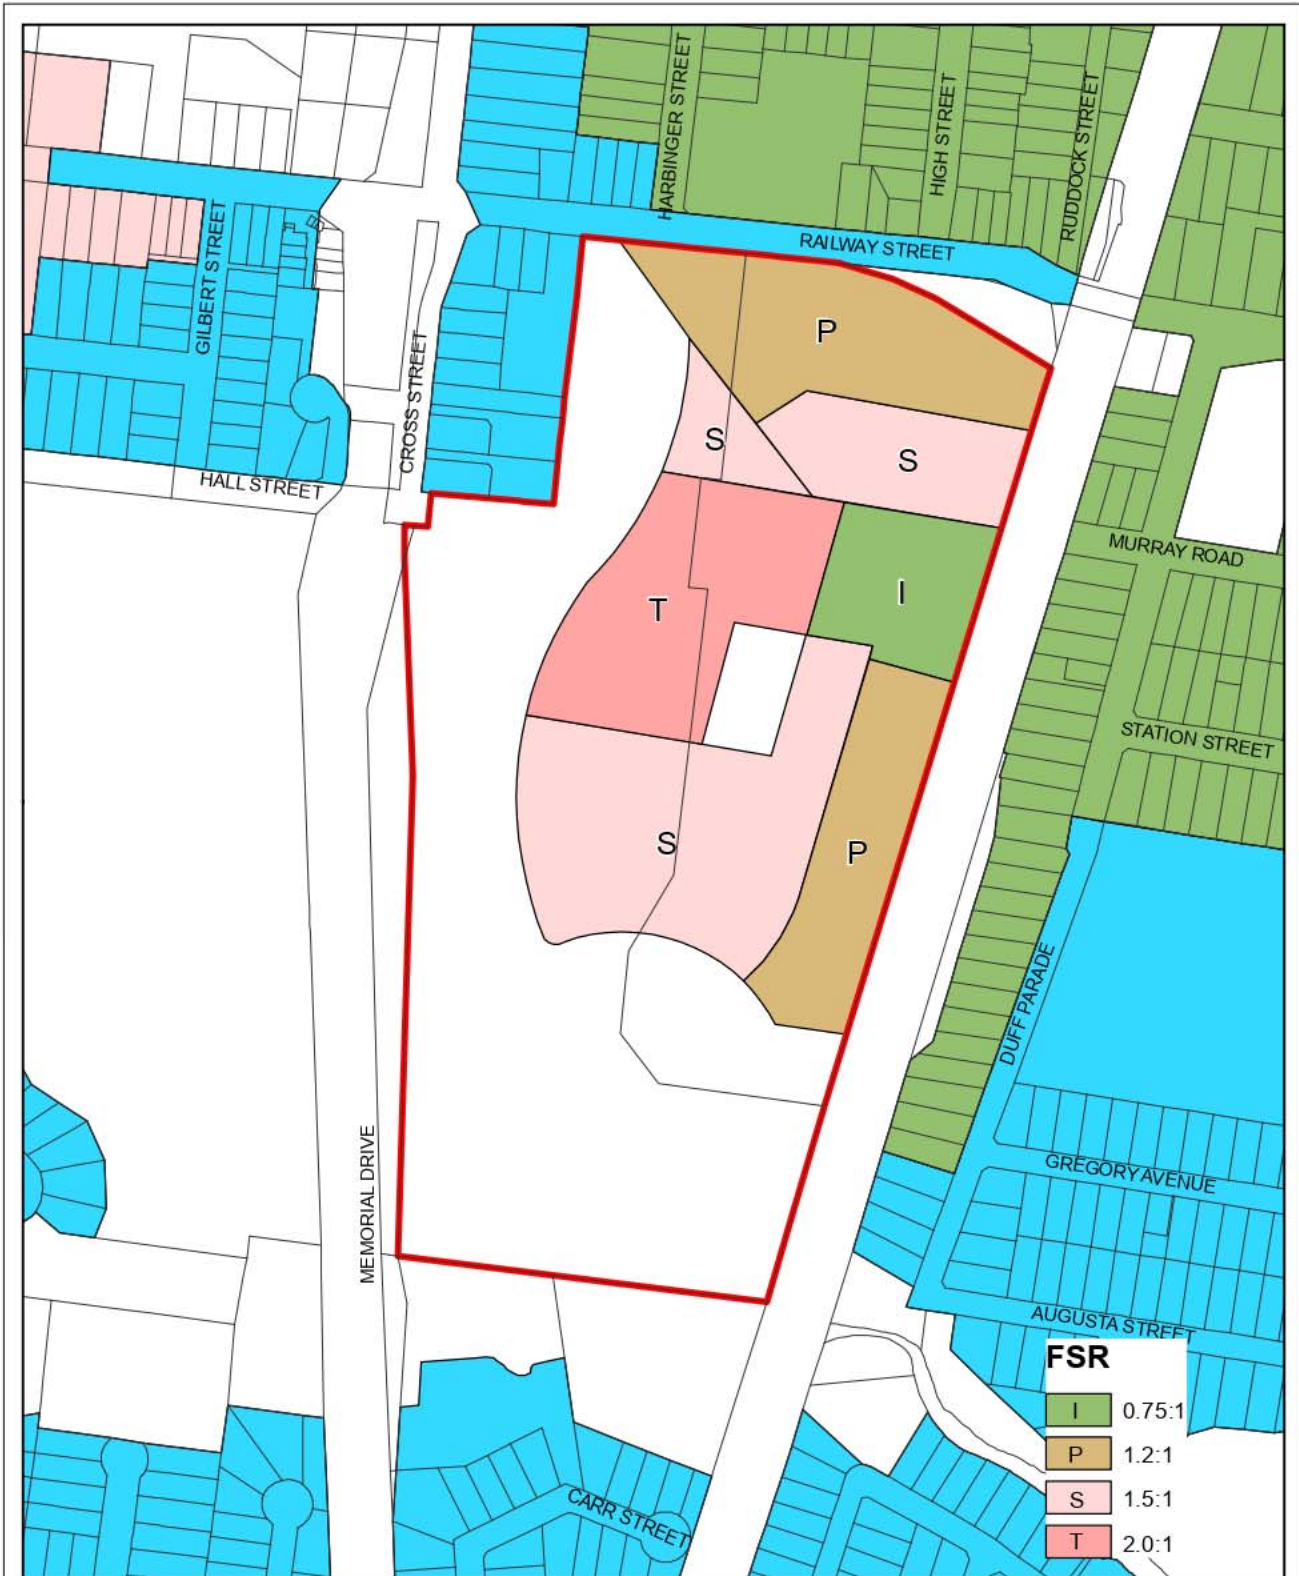 HARBINGER STREET
HIGH STREET
RUDDOCK STREET
RAILWAY STREET
GILBERT STREET
P
CROSS STREET
S
S
HALL STREET
MURRAY ROAD
I
T
STATION STREET
S
P
DUFF PARADE
MEMORIAL DRIVE
GREGORY AVENUE
AUGUSTA STREET
FSR
I 0.75:1
P 1.2:1
S 1.5:1
T 2.0:1
CARR STREET